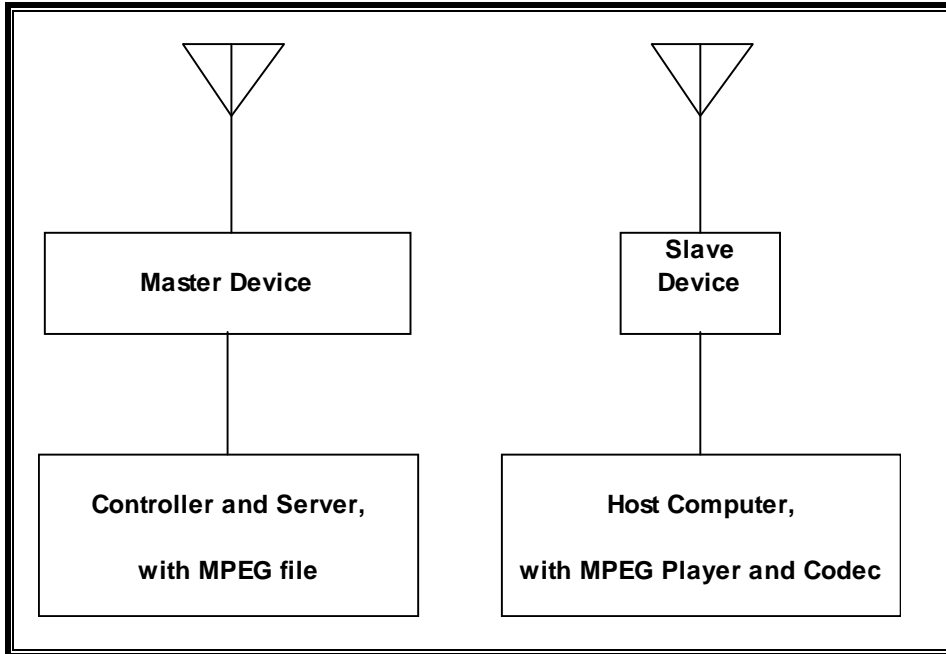 Master Device
Slave
Device
Controller and Server,
with MPEG file
Host Computer,
with MPEG Player and Codec